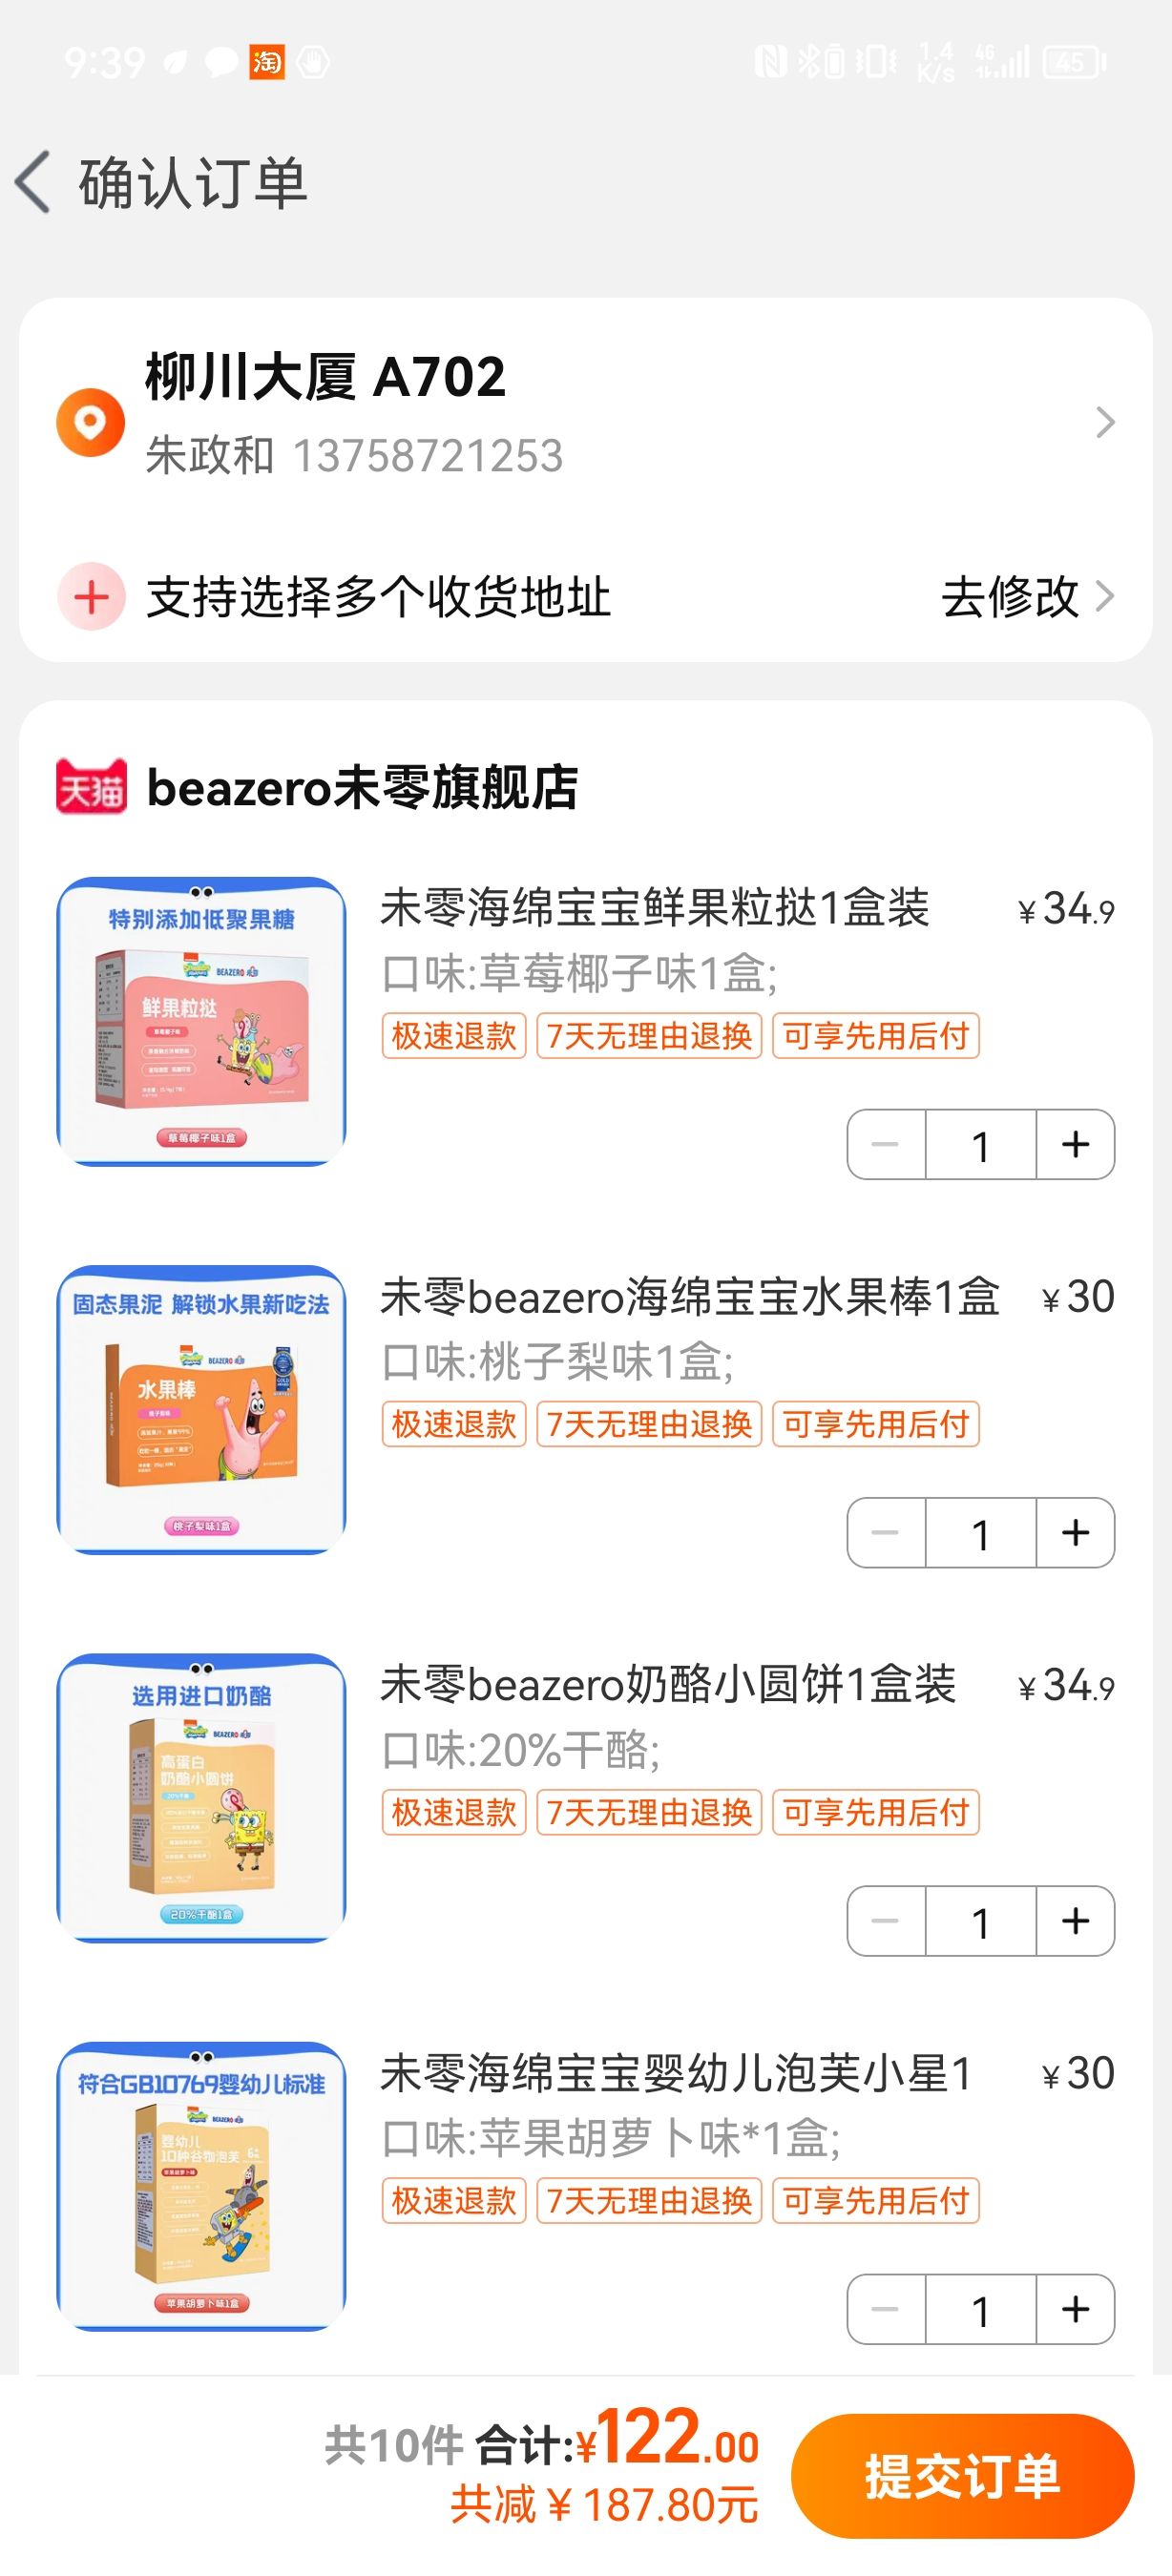 9:39 淘 1.4 K/s 4G 45
确认订单
柳川大厦 A702
朱政和 13758721253
支持选择多个收货地址 去修改
天猫 beazero未零旗舰店
特别添加低聚果糖
BEAZERO
鲜果粒挞
草莓椰子味1盒
未零海绵宝宝鲜果粒挞1盒装 ¥34.9
口味:草莓椰子味1盒;
极速退款 7天无理由退换 可享先用后付
1
固态果泥 解锁水果新吃法
BEAZERO
水果棒
桃子梨味1盒
未零beazero海绵宝宝水果棒1盒 ¥30
口味:桃子梨味1盒;
极速退款 7天无理由退换 可享先用后付
1
选用进口奶酪
BEAZERO
高蛋白
奶酪小圆饼
20%干酪1盒
未零beazero奶酪小圆饼1盒装 ¥34.9
口味:20%干酪;
极速退款 7天无理由退换 可享先用后付
1
符合GB10769婴幼儿标准
BEAZERO
婴幼儿
10种谷物泡芙
苹果胡萝卜味1盒
未零海绵宝宝婴幼儿泡芙小星1 ¥30
口味:苹果胡萝卜味*1盒;
极速退款 7天无理由退换 可享先用后付
1
共10件 合计:¥122.00
共减¥187.80元
提交订单